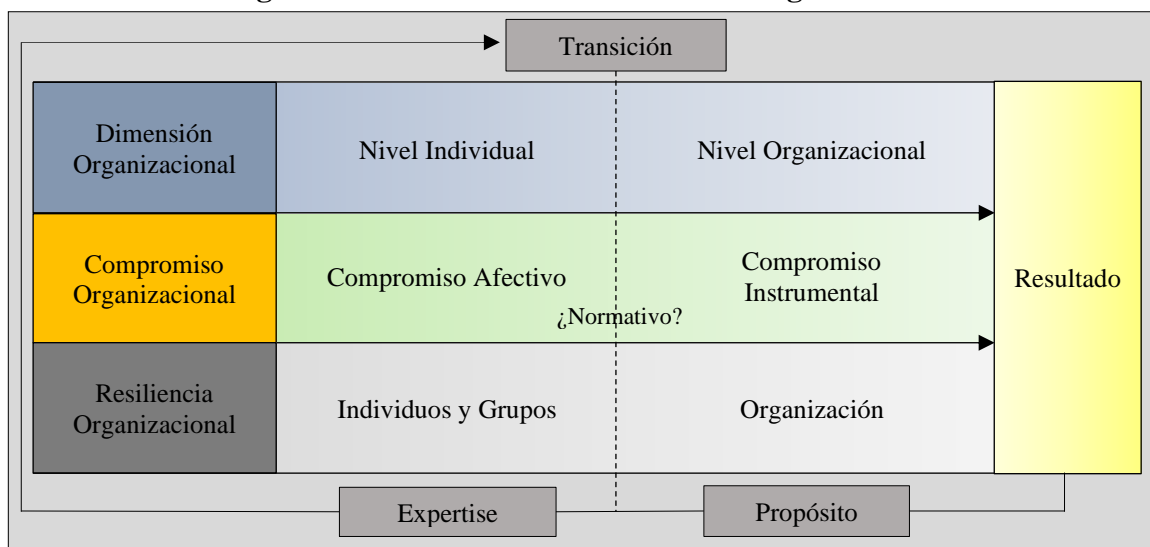 Transición
Dimensión
Organizacional
Nivel Individual
Nivel Organizacional
Compromiso
Organizacional
Compromiso Afectivo
Compromiso
Instrumental
¿Normativo?
Resultado
Resiliencia
Organizacional
Individuos y Grupos
Organización
Expertise
Propósito